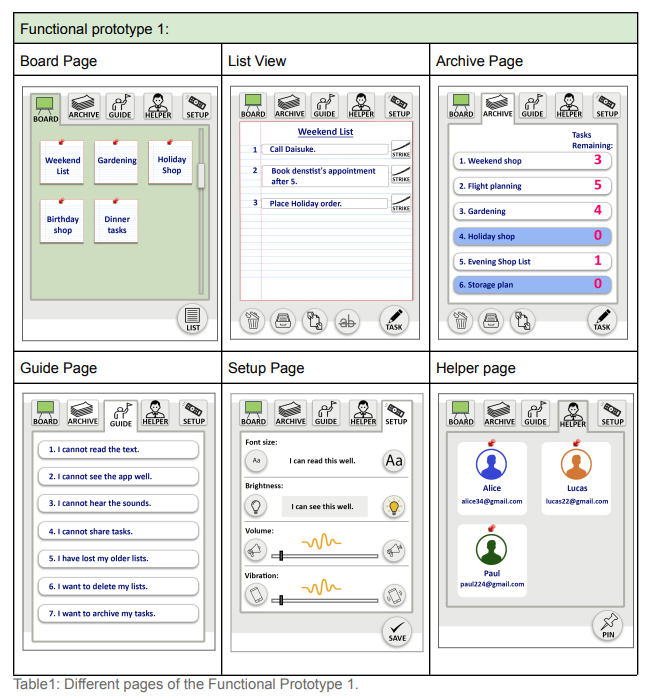 Functional prototype 1:
Board Page
List View
Archive Page
BOARD
ARCHIVE
GUIDE
HELPER
SETUP
Weekend
List
Gardening
Holiday
Shop
Birthday
shop
Dinner
tasks
LIST
BOARD
ARCHIVE
GUIDE
HELPER
SETUP
Weekend List
1 Call Daisuke.
STRIKE
2 Book denstist's appointment
after 5.
STRIKE
3 Place Holiday order.
STRIKE
ab
TASK
BOARD
ARCHIVE
GUIDE
HELPER
SETUP
Tasks
Remaining:
1. Weekend shop 3
2. Flight planning 5
3. Gardening 4
4. Holiday shop 0
5. Evening Shop List 1
6. Storage plan 0
TASK
Guide Page
Setup Page
Helper page
BOARD
ARCHIVE
GUIDE
HELPER
SETUP
1. I cannot read the text.
2. I cannot see the app well.
3. I cannot hear the sounds.
4. I cannot share tasks.
5. I have lost my older lists.
6. I want to delete my lists.
7. I want to archive my tasks.
BOARD
ARCHIVE
GUIDE
HELPER
SETUP
Font size:
Aa I can read this well. Aa
Brightness:
I can see this well.
Volume:
Vibration:
SAVE
BOARD
ARCHIVE
GUIDE
HELPER
SETUP
Alice
alice34@gmail.com
Lucas
lucas22@gmail.com
Paul
paul224@gmail.com
PIN
Table1: Different pages of the Functional Prototype 1.